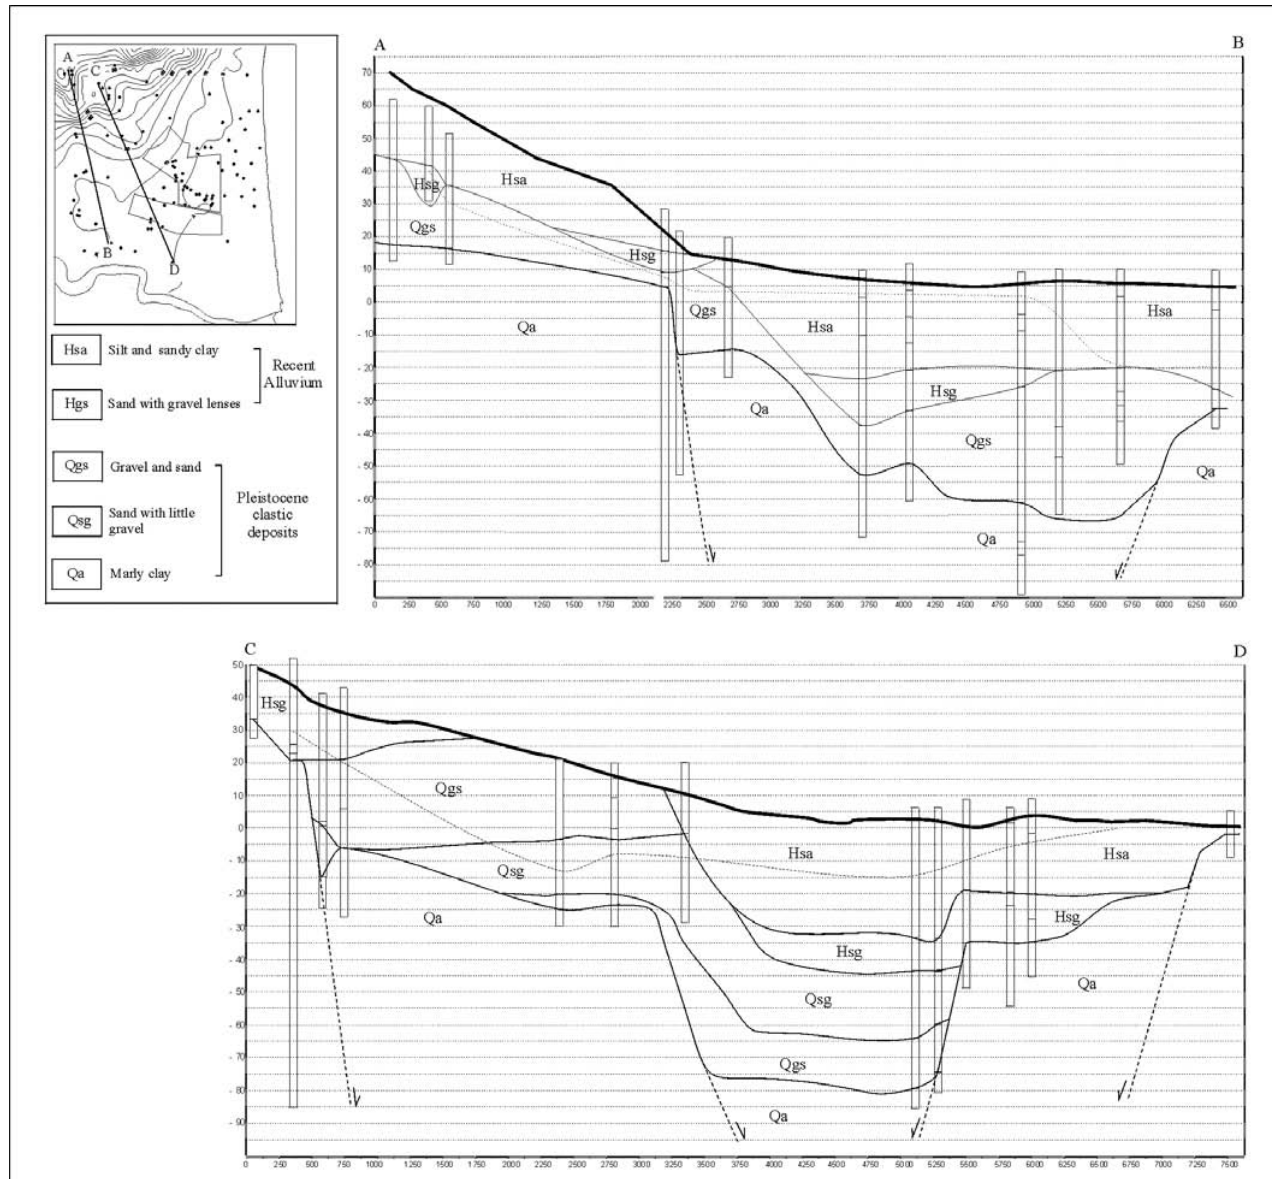 A
C
B
D
Hsa
Silt and sandy clay
Hgs
Sand with gravel lenses
Recent
Alluvium
Qgs
Gravel and sand
Qsg
Sand with little
gravel
Qa
Marly clay
Pleistocene
clastic
deposits
A
B
70
60
50
40
30
20
10
0
- 10
- 20
- 30
- 40
- 50
- 60
- 70
- 80
Hsg
Hsa
Qgs
Hsg
Qgs
Qa
Hsa
Hsa
Hsg
Qa
Qgs
Qa
Qa
0 250 500 750 1000 1250 1500 1750 2000 2250 2500 2750 3000 3250 3500 3750 4000 4250 4500 4750 5000 5250 5500 5750 6000 6250 6500
C
D
50
40
30
20
10
0
- 10
- 20
- 30
- 40
- 50
- 60
- 70
- 80
- 90
Hsg
Qgs
Hsa
Hsa
Qsg
Qa
Hsg
Hsg
Qsg
Qa
Qgs
Qa
0 250 500 750 1000 1250 1500 1750 2000 2250 2500 2750 3000 3250 3500 3750 4000 4250 4500 4750 5000 5250 5500 5750 6000 6250 6500 6750 7000 7250 7500